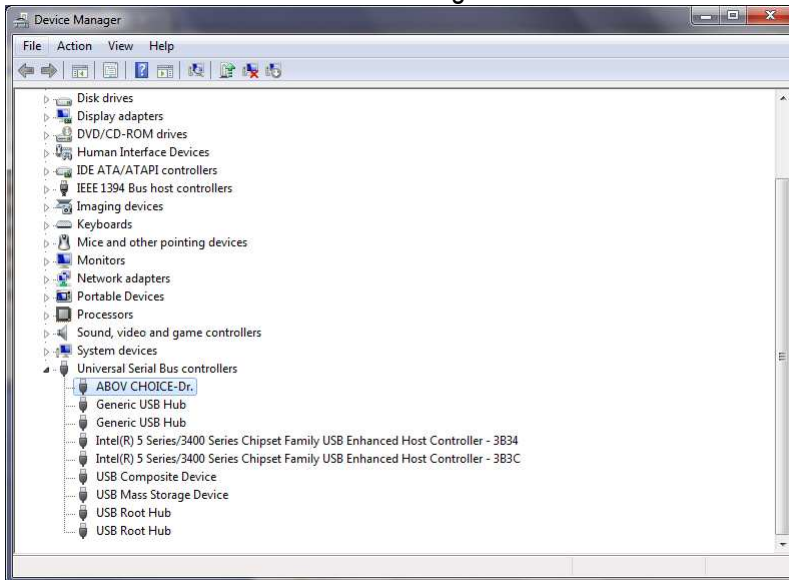 Device Manager
File Action View Help
Disk drives
Display adapters
DVD/CD-ROM drives
Human Interface Devices
IDE ATA/ATAPI controllers
IEEE 1394 Bus host controllers
Imaging devices
Keyboards
Mice and other pointing devices
Monitors
Network adapters
Portable Devices
Processors
Sound, video and game controllers
System devices
Universal Serial Bus controllers
ABOV CHOICE-Dr.
Generic USB Hub
Generic USB Hub
Intel(R) 5 Series/3400 Series Chipset Family USB Enhanced Host Controller - 3B34
Intel(R) 5 Series/3400 Series Chipset Family USB Enhanced Host Controller - 3B3C
USB Composite Device
USB Mass Storage Device
USB Root Hub
USB Root Hub